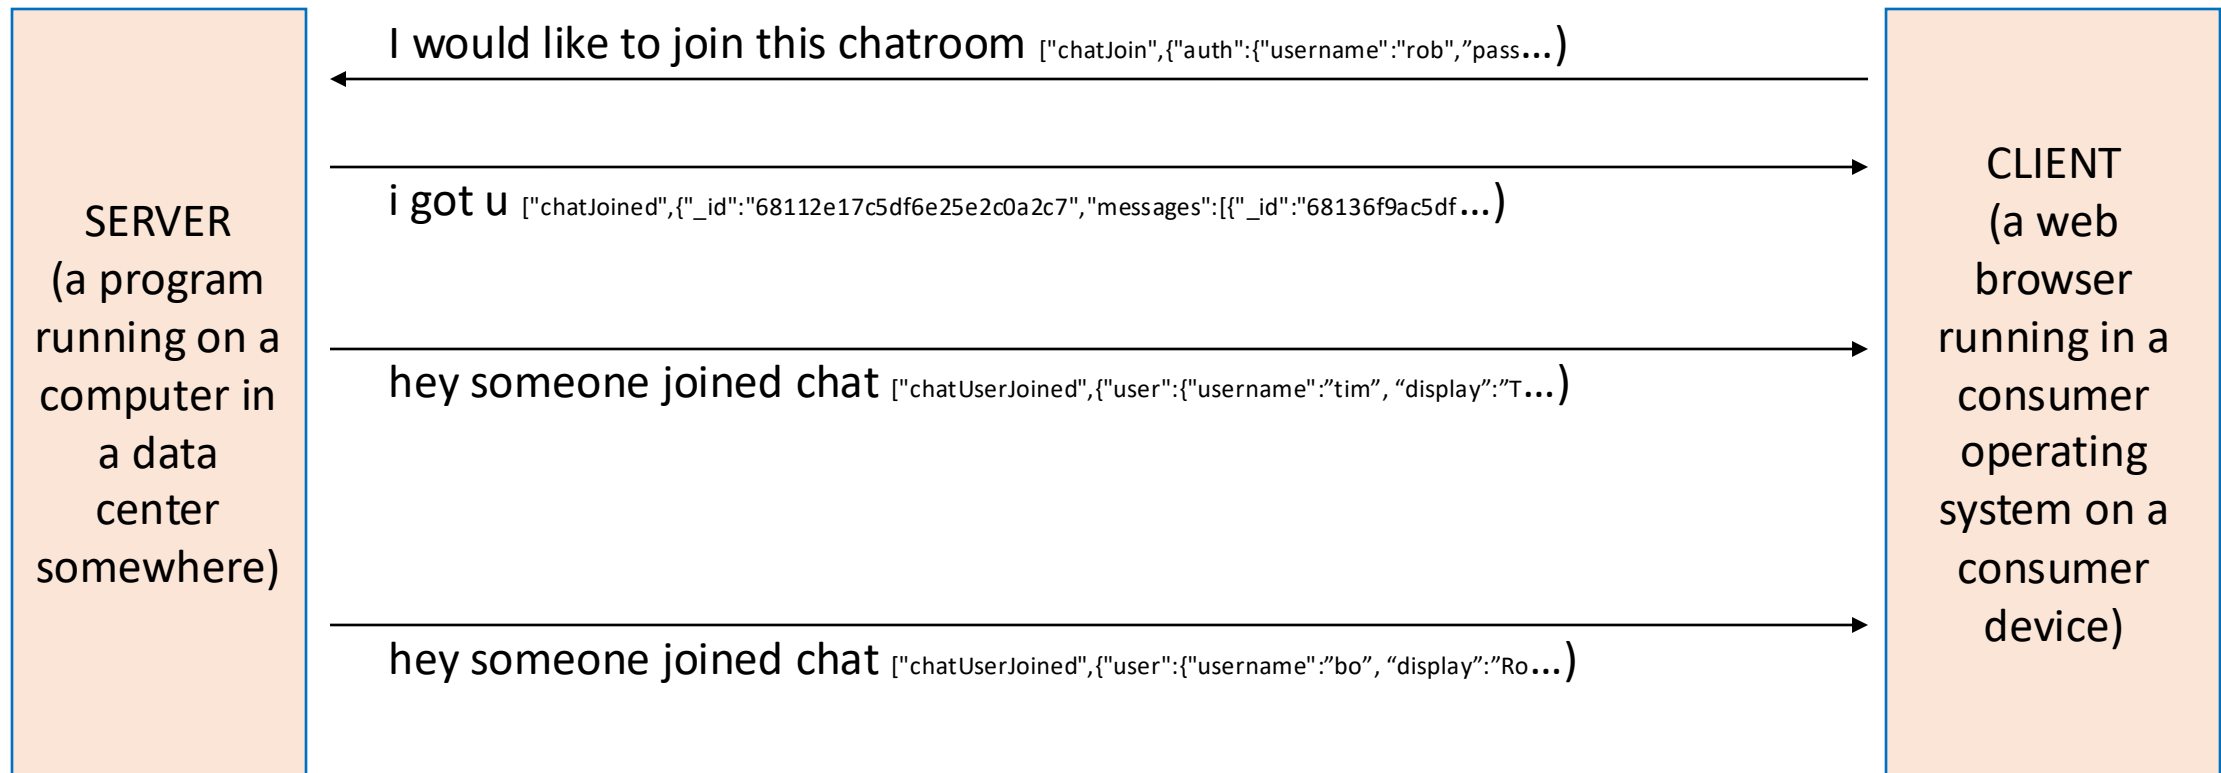 I would like to join this chatroom ["chatJoin",{"auth":{"username":"rob",”pass...)
i got u ["chatJoined",{"_id":"68112e17c5df6e25e2c0a2c7","messages":[{"_id":"68136f9ac5df...)
hey someone joined chat ["chatUserJoined",{"user":{"username":”tim”, “display”:”T...)
hey someone joined chat ["chatUserJoined",{"user":{"username":”bo”, “display”:”Ro...)
SERVER
(a program
running on a
computer in
a data
center
somewhere)
CLIENT
(a web
browser
running in a
consumer
operating
system on a
consumer
device)